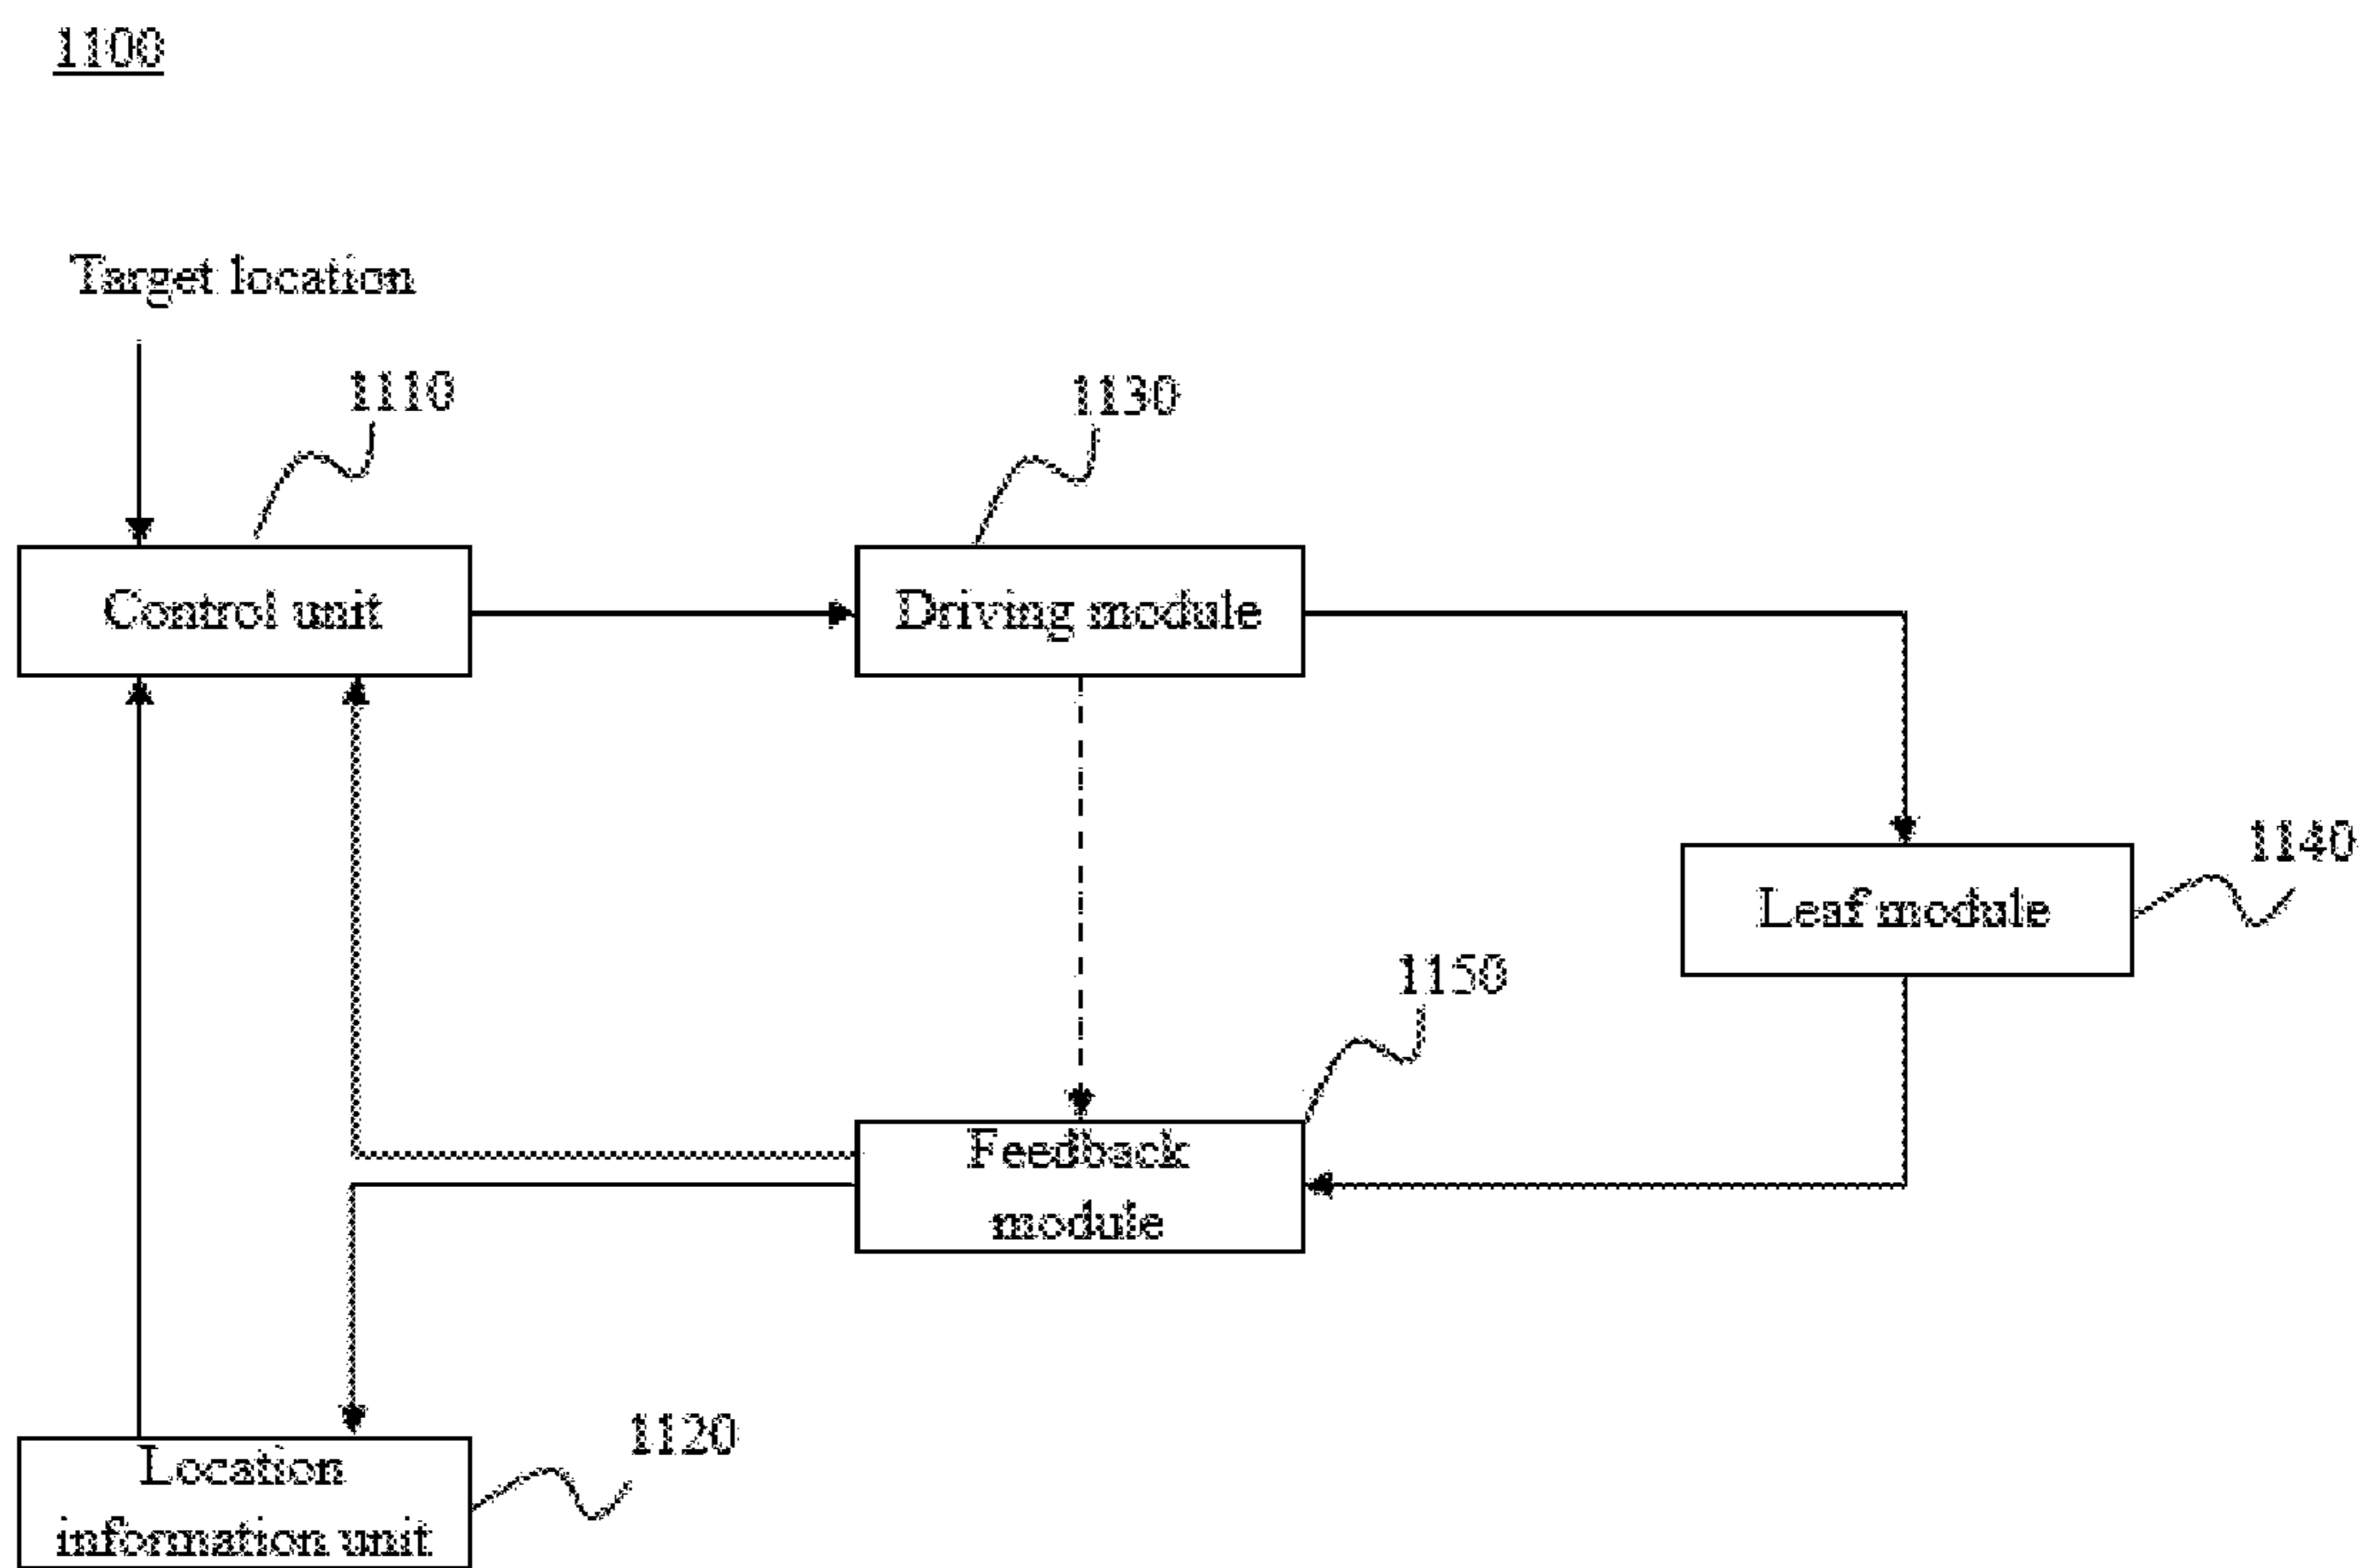 1100
Target location
1110
1130
Control unit
Driving module
1140
Leaf module
1150
Feedback
module
1120
Location
information unit